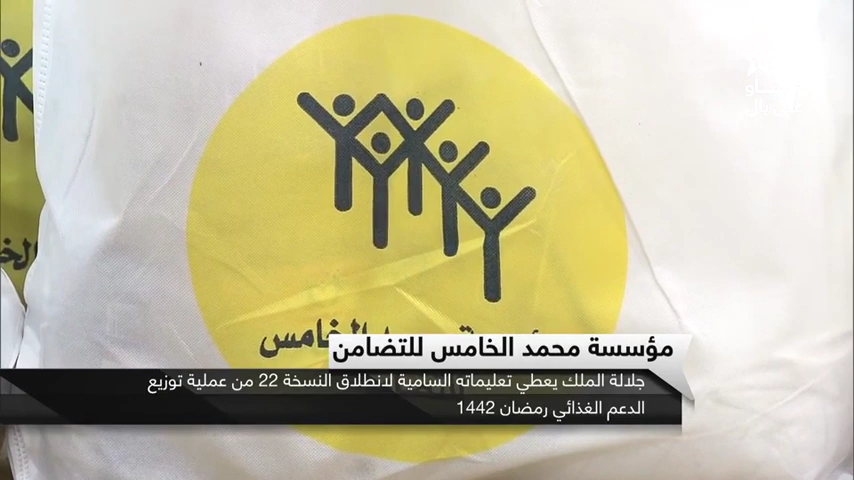 الخامس
مؤسسة محمد الخامس للتضامن
جلالة الملك يعطي تعليماته السامية لانطلاق النسخة 22 من عملية توزيع
الدعم الغذائي رمضان 1442